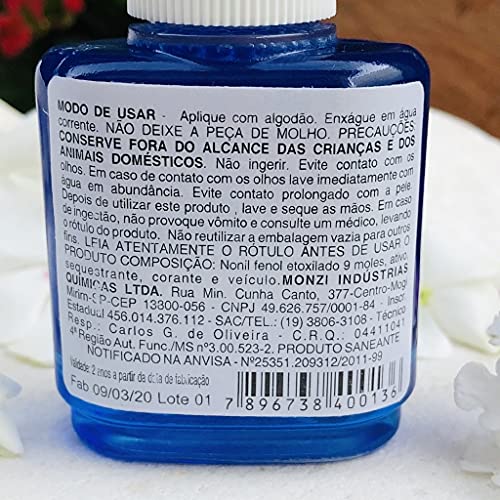 MODO DE USAR - Aplique com algodão. Enxágue em água
corrente. NÃO DEIXE A PEÇA DE MOLHO. PRECAUÇÕES:
CONSERVE FORA DO ALCANCE DAS CRIANÇAS E DOS
ANIMAIS DOMÉSTICOS. Não ingerir. Evite contato com os
olhos. Em caso de contato com os olhos lave imediatamente com
água em abundância. Evite contato prolongado com a pele.
Depois de utilizar este produto , lave e seque as mãos. Em caso
de ingestão, não provoque vômito e consulte um médico, levando
o rótulo do produto. Não reutilizar a embalagem vazia para outros
fins. LEIA ATENTAMENTE O RÓTULO ANTES DE USAR O
PRODUTO COMPOSIÇÃO: Nonil fenol etoxilado 9 moles, ativo,
sequestrante, corante e veículo. MONZI INDÚSTRIAS
QUÍMICAS LTDA. Rua Min. Cunha Canto, 377-Centro-Mogi
Mirim-SP-CEP 13800-056 - CNPJ 49.626.757/0001-84 - Inscr.
Estadual 456.014.376.112 - SAC/TEL.: (19) 3806-3108 - Técnico
Resp.: Carlos G. de Oliveira - C.R.Q.: 04411041
4ª Região Aut. Func./MS nº3.00.523-2. PRODUTO SANEANTE
NOTIFICADO NA ANVISA - Nº25351.209312/2011-99
Validade: 2 anos a partir da data de fabricação
Fab 09/03/20 Lote 01
7 896738 400136